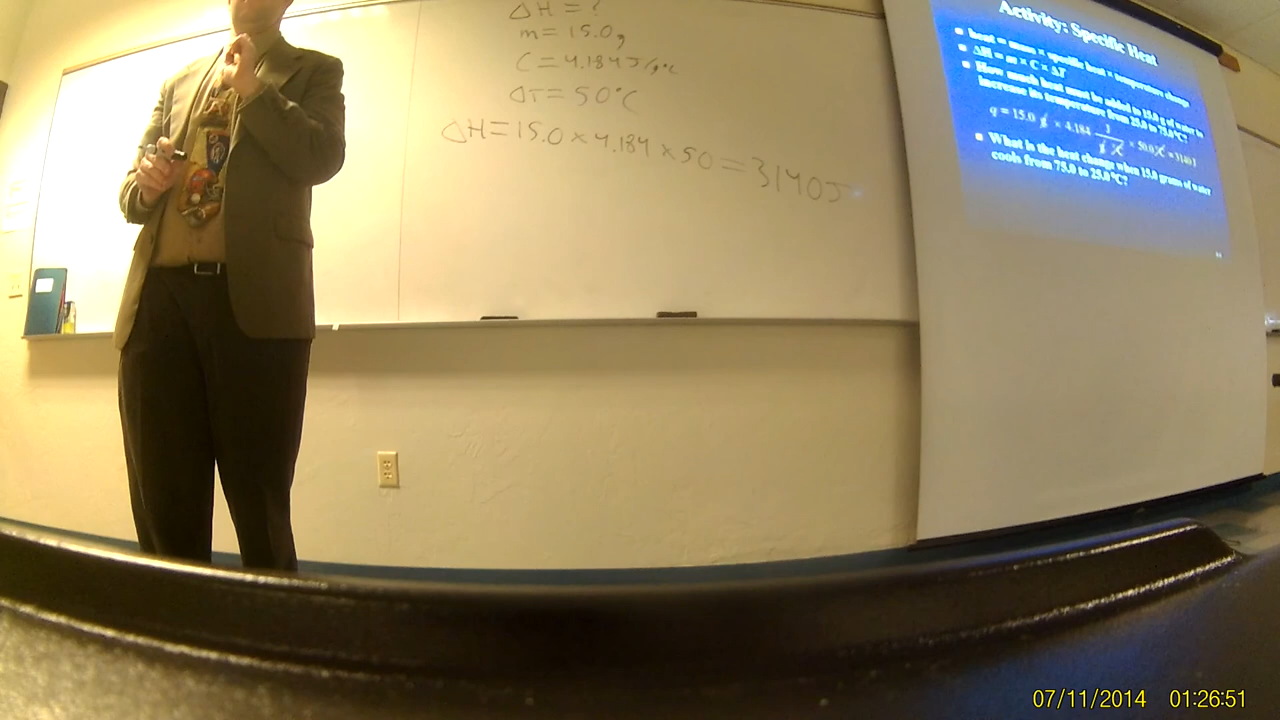 ΔH = ?
m = 15.0g
C = 4.184 J/g°C
ΔT = 50°C
ΔH = 15.0 × 4.184 × 50 = 3140J
Activity: Specific Heat
▪ heat = mass × specific heat × temperature change
▪ ΔH = m × C × ΔT
▪ How much heat must be added to 15.0 g of water to
increase its temperature from 25.0 to 75.0 °C?
q = 15.0 g × 4.184 J / g °C × 50.0 °C = 3140 J
▪ What is the heat change when 15.0 grams of water
cools from 75.0 to 25.0 °C?
07/11/2014 01:26:51